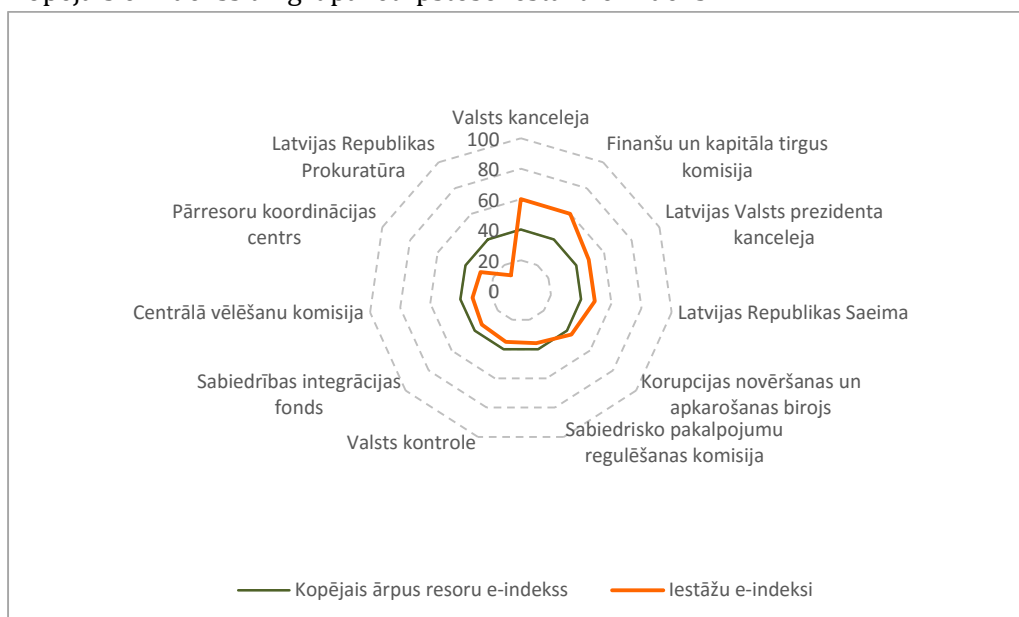 Valsts kanceleja
Finanšu un kapitāla tirgus
komisija
Latvijas Valsts prezidenta
kanceleja
Latvijas Republikas Saeima
Korupcijas novēršanas un
apkarošanas birojs
Sabiedrisko pakalpojumu
regulēšanas komisija
Valsts kontrole
Sabiedrības integrācijas
fonds
Centrālā vēlēšanu komisija
Pārresoru koordinācijas
centrs
Latvijas Republikas
Prokuratūra
100
80
60
40
20
0
Kopējais ārpus resoru e-indekss
Iestāžu e-indeksi